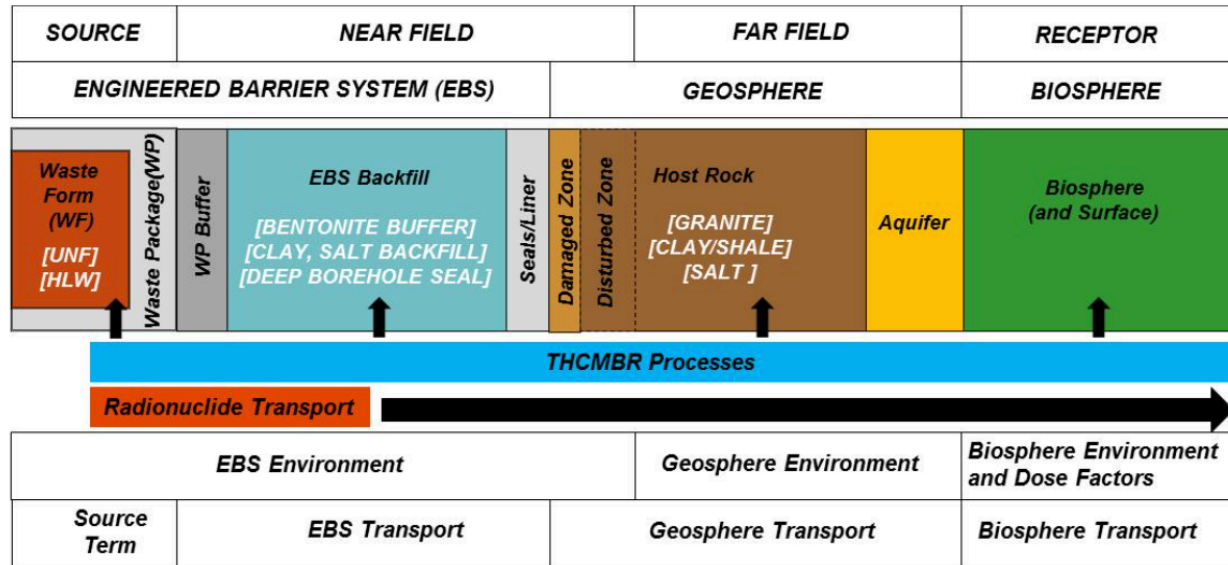 SOURCE
NEAR FIELD
FAR FIELD
RECEPTOR
ENGINEERED BARRIER SYSTEM (EBS)
GEOSPHERE
BIOSPHERE
Waste
Form
(WF)
[UNF]
[HLW]
Waste Package(WP)
WP Buffer
EBS Backfill
[BENTONITE BUFFER]
[CLAY, SALT BACKFILL]
[DEEP BOREHOLE SEAL]
Seals/Liner
Damaged Zone
Disturbed Zone
Host Rock
[GRANITE]
[CLAY/SHALE]
[SALT ]
Aquifer
Biosphere
(and Surface)
THCMBR Processes
Radionuclide Transport
EBS Environment
Geosphere Environment
Biosphere Environment
and Dose Factors
Source
Term
EBS Transport
Geosphere Transport
Biosphere Transport